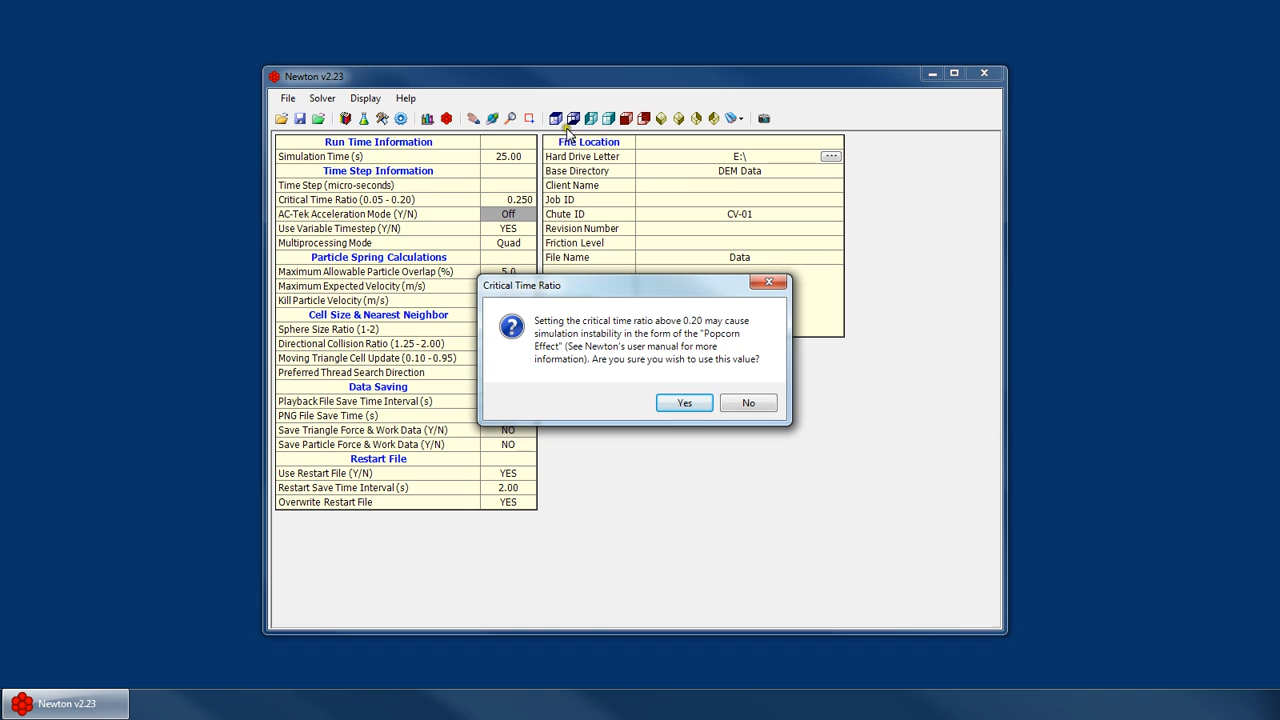 Newton v2.23
File Solver Display Help
Run Time Information
Simulation Time (s) 25.00
Time Step Information
Time Step (micro-seconds)
Critical Time Ratio (0.05 - 0.20) 0.250
AC-Tek Acceleration Mode (Y/N) Off
Use Variable Timestep (Y/N) YES
Multiprocessing Mode Quad
Particle Spring Calculations
Maximum Allowable Particle Overlap (%) 5.0
Maximum Expected Velocity (m/s)
Kill Particle Velocity (m/s)
Cell Size & Nearest Neighbor
Sphere Size Ratio (1-2)
Directional Collision Ratio (1.25 - 2.00)
Moving Triangle Cell Update (0.10 - 0.95)
Preferred Thread Search Direction
Data Saving
Playback File Save Time Interval (s)
PNG File Save Time (s)
Save Triangle Force & Work Data (Y/N) NO
Save Particle Force & Work Data (Y/N) NO
Restart File
Use Restart File (Y/N) YES
Restart Save Time Interval (s) 2.00
Overwrite Restart File YES
File Location
Hard Drive Letter E:\ ...
Base Directory DEM Data
Client Name
Job ID
Chute ID CV-01
Revision Number
Friction Level
File Name Data
Critical Time Ratio
Setting the critical time ratio above 0.20 may cause
simulation instability in the form of the "Popcorn
Effect" (See Newton's user manual for more
information). Are you sure you wish to use this value?
Yes No
Newton v2.23